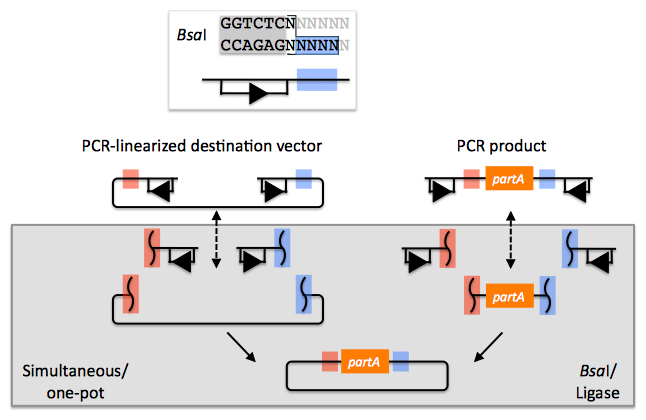 GGTCTCNNNNNN
BsaI
CCAGAGNNNNNN
PCR-linearized destination vector
PCR product
partA
partA
partA
Simultaneous/
one-pot
BsaI/
Ligase